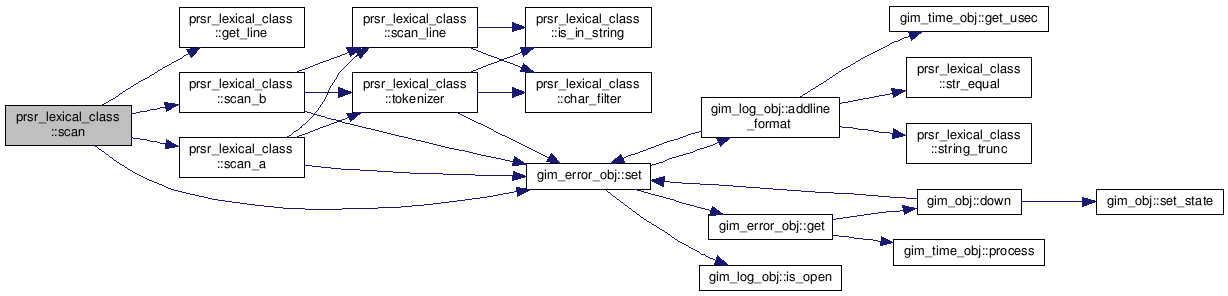 prsr_lexical_class
::scan
prsr_lexical_class
::get_line
prsr_lexical_class
::scan_b
prsr_lexical_class
::scan_a
prsr_lexical_class
::scan_line
prsr_lexical_class
::tokenizer
prsr_lexical_class
::is_in_string
prsr_lexical_class
::char_filter
gim_error_obj::set
gim_log_obj::addline
_format
gim_error_obj::get
gim_log_obj::is_open
gim_time_obj::get_usec
prsr_lexical_class
::str_equal
prsr_lexical_class
::string_trunc
gim_obj::down
gim_time_obj::process
gim_obj::set_state